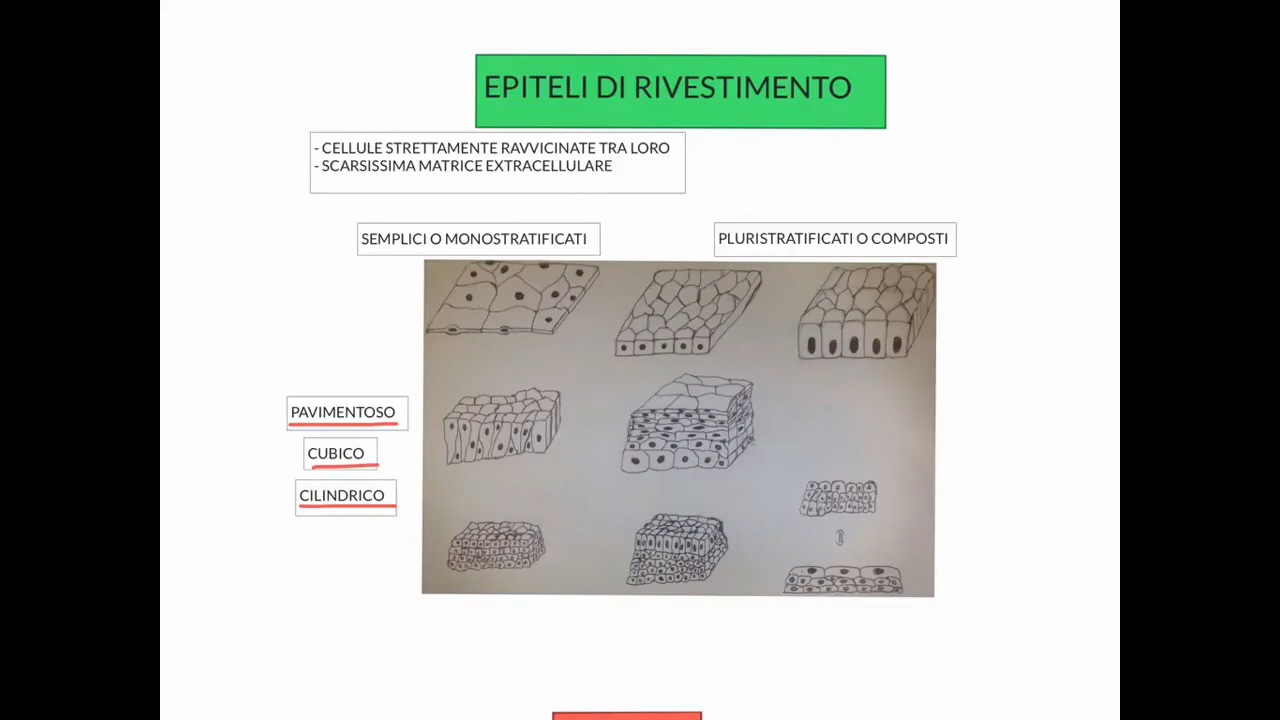 EPITELI DI RIVESTIMENTO
- CELLULE STRETTAMENTE RAVVICINATE TRA LORO
- SCARSISSIMA MATRICE EXTRACELLULARE
SEMPLICI O MONOSTRATIFICATI
PLURISTRATIFICATI O COMPOSTI
PAVIMENTOSO
CUBICO
CILINDRICO